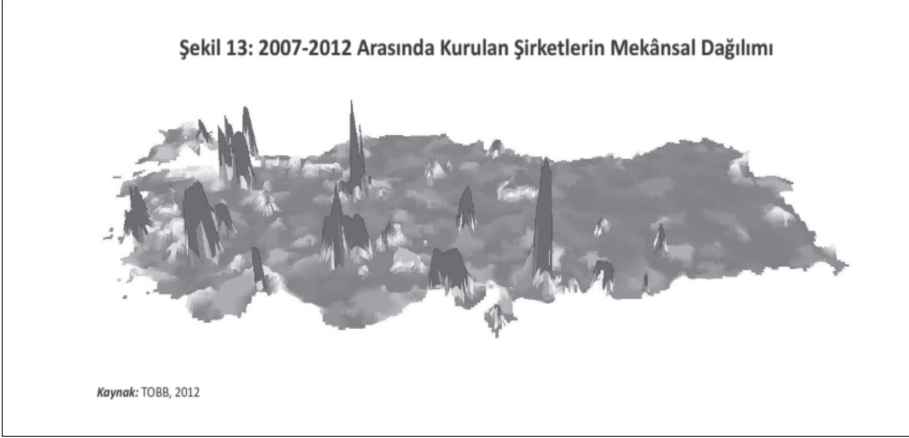 Şekil 13: 2007-2012 Arasında Kurulan Şirketlerin Mekânsal Dağılımı
Kaynak: TOBB, 2012